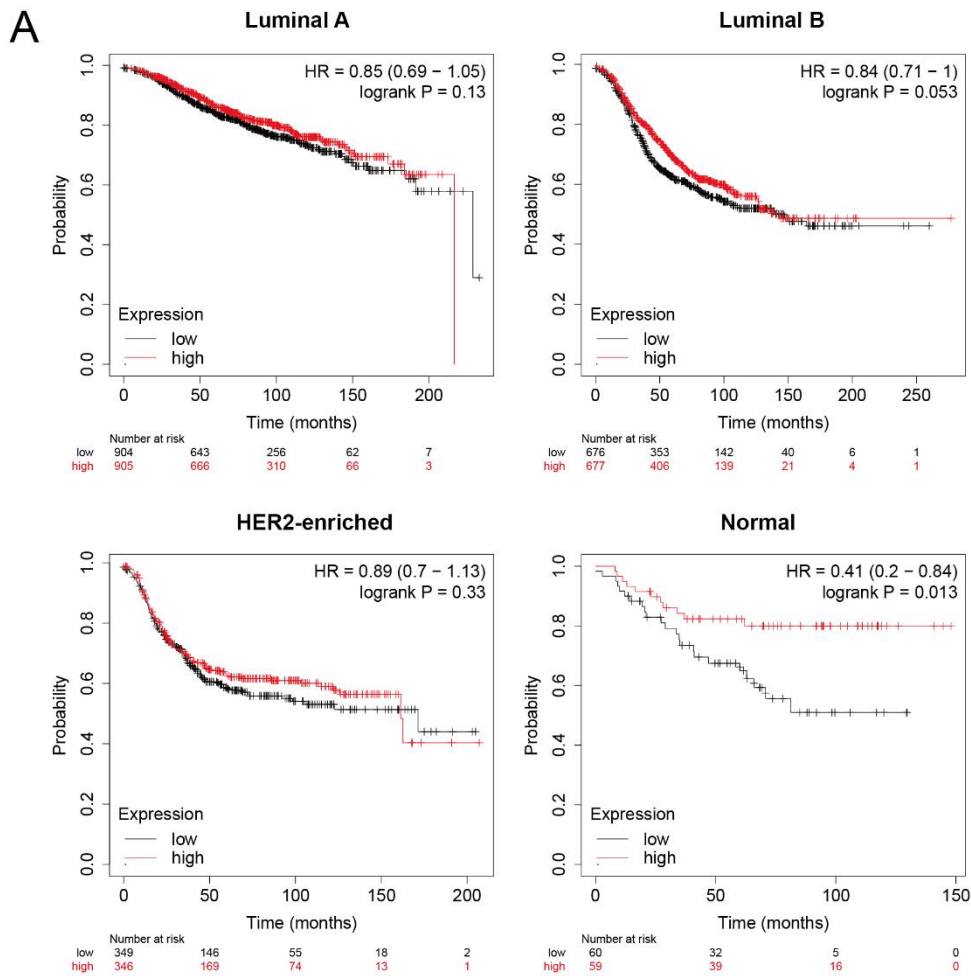 A
Luminal A
HR = 0.85 (0.69 − 1.05)
logrank P = 0.13
Probability
1.0
0.8
0.6
0.4
0.2
0.0
Expression
low
high
0 50 100 150 200
Time (months)
Number at risk
low 904 643 256 62 7
high 905 666 310 66 3
Luminal B
HR = 0.84 (0.71 − 1)
logrank P = 0.053
Probability
1.0
0.8
0.6
0.4
0.2
0.0
Expression
low
high
0 50 100 150 200 250
Time (months)
Number at risk
low 676 353 142 40 6 1
high 677 406 139 21 4 1
HER2-enriched
HR = 0.89 (0.7 − 1.13)
logrank P = 0.33
Probability
1.0
0.8
0.6
0.4
0.2
0.0
Expression
low
high
0 50 100 150 200
Time (months)
Number at risk
low 349 146 55 18 2
high 346 169 74 13 1
Normal
HR = 0.41 (0.2 − 0.84)
logrank P = 0.013
Probability
1.0
0.8
0.6
0.4
0.2
0.0
Expression
low
high
0 50 100 150
Time (months)
Number at risk
low 60 32 5 0
high 59 39 16 0